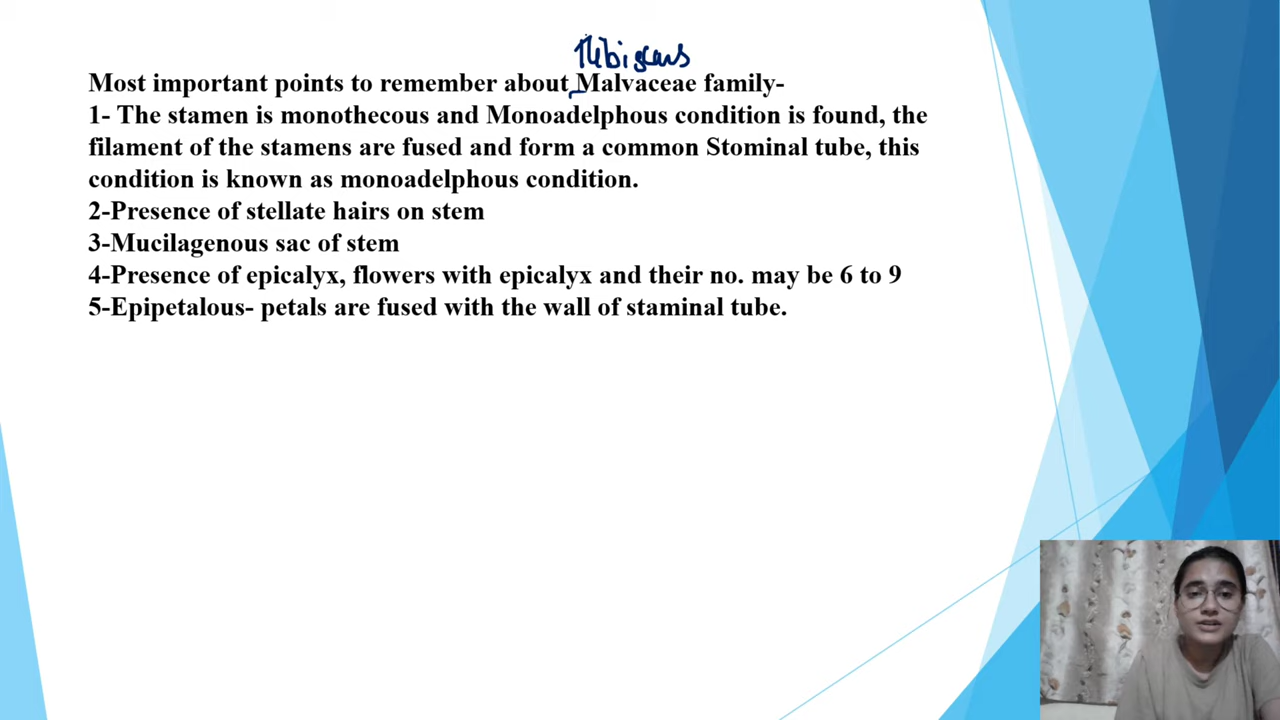 Hibiscus
Most important points to remember about Malvaceae family-
1- The stamen is monothecous and Monoadelphous condition is found, the
filament of the stamens are fused and form a common Stominal tube, this
condition is known as monoadelphous condition.
2-Presence of stellate hairs on stem
3-Mucilagenous sac of stem
4-Presence of epicalyx, flowers with epicalyx and their no. may be 6 to 9
5-Epipetalous- petals are fused with the wall of staminal tube.